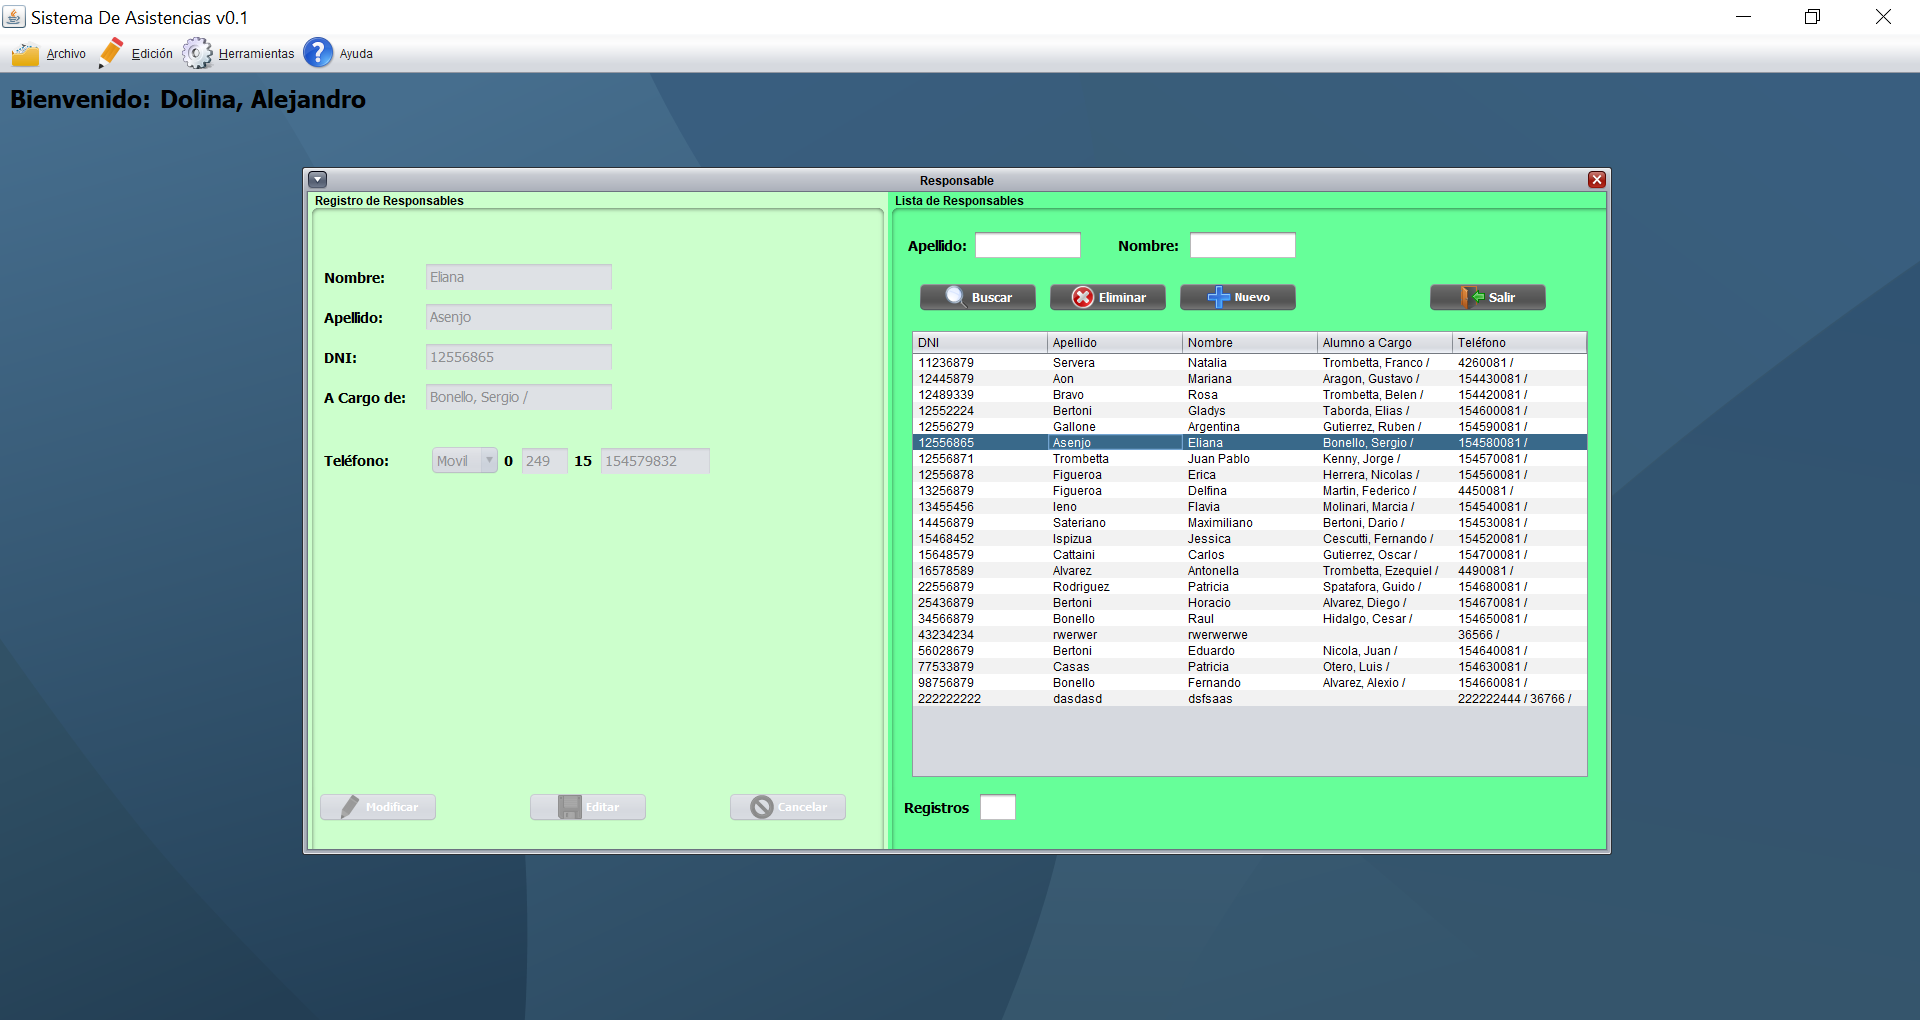 Sistema De Asistencias v0.1
Archivo Edición Herramientas Ayuda
Bienvenido: Dolina, Alejandro
Responsable
Registro de Responsables
Nombre: Eliana
Apellido: Asenjo
DNI: 12556865
A Cargo de: Bonello, Sergio /
Teléfono: Movil 0 249 15 154579832
Modificar Editar Cancelar
Lista de Responsables
Apellido: Nombre:
Buscar Eliminar Nuevo Salir
DNI Apellido Nombre Alumno a Cargo Teléfono
11236879 Servera Natalia Trombetta, Franco / 4260081 /
12445879 Aon Mariana Aragon, Gustavo / 154430081 /
12489339 Bravo Rosa Trombetta, Belen / 154420081 /
12552224 Bertoni Gladys Taborda, Elias / 154600081 /
12556279 Gallone Argentina Gutierrez, Ruben / 154590081 /
12556865 Asenjo Eliana Bonello, Sergio / 154580081 /
12556871 Trombetta Juan Pablo Kenny, Jorge / 154570081 /
12556878 Figueroa Erica Herrera, Nicolas / 154560081 /
13256879 Figueroa Delfina Martin, Federico / 4450081 /
13455456 Ieno Flavia Molinari, Marcia / 154540081 /
14456879 Sateriano Maximiliano Bertoni, Dario / 154530081 /
15468452 Ispizua Jessica Cescutti, Fernando / 154520081 /
15648579 Cattaini Carlos Gutierrez, Oscar / 154700081 /
16578589 Alvarez Antonella Trombetta, Ezequiel / 4490081 /
22556879 Rodriguez Patricia Spatafora, Guido / 154680081 /
25436879 Bertoni Horacio Alvarez, Diego / 154670081 /
34566879 Bonello Raul Hidalgo, Cesar / 154650081 /
43234234 rwerwer rwerwerwe 36566 /
56028679 Bertoni Eduardo Nicola, Juan / 154640081 /
77533879 Casas Patricia Otero, Luis / 154630081 /
98756879 Bonello Fernando Alvarez, Alexio / 154660081 /
222222222 dasdasd dsfsaas 222222444 / 36766 /
Registros